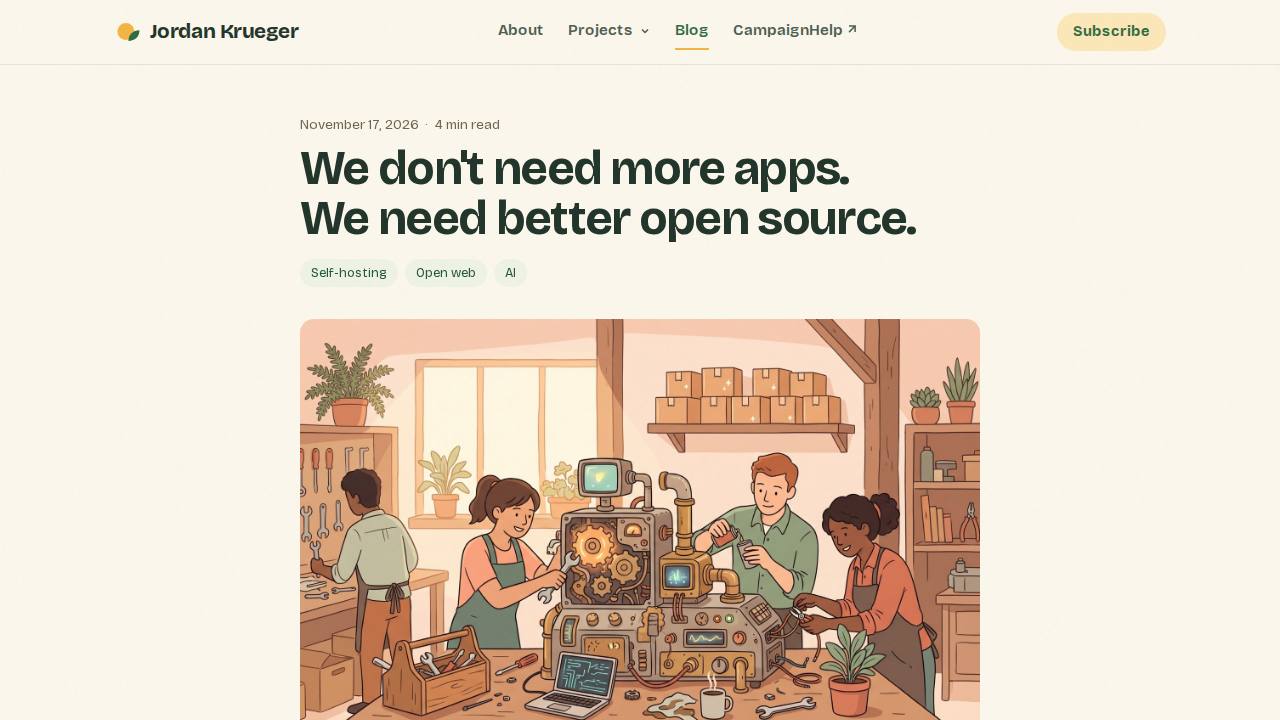 Jordan Krueger
About
Projects
Blog
CampaignHelp ↗
Subscribe
November 17, 2026 · 4 min read
We don't need more apps.
We need better open source.
Self-hosting
Open web
AI